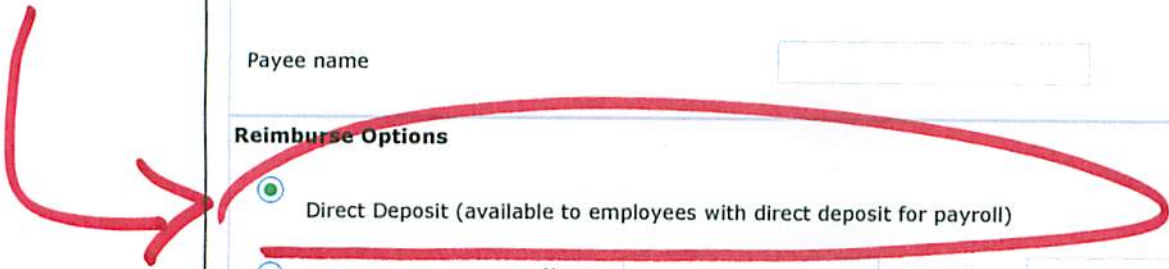 Payee name
Reimburse Options
Direct Deposit (available to employees with direct deposit for payroll)